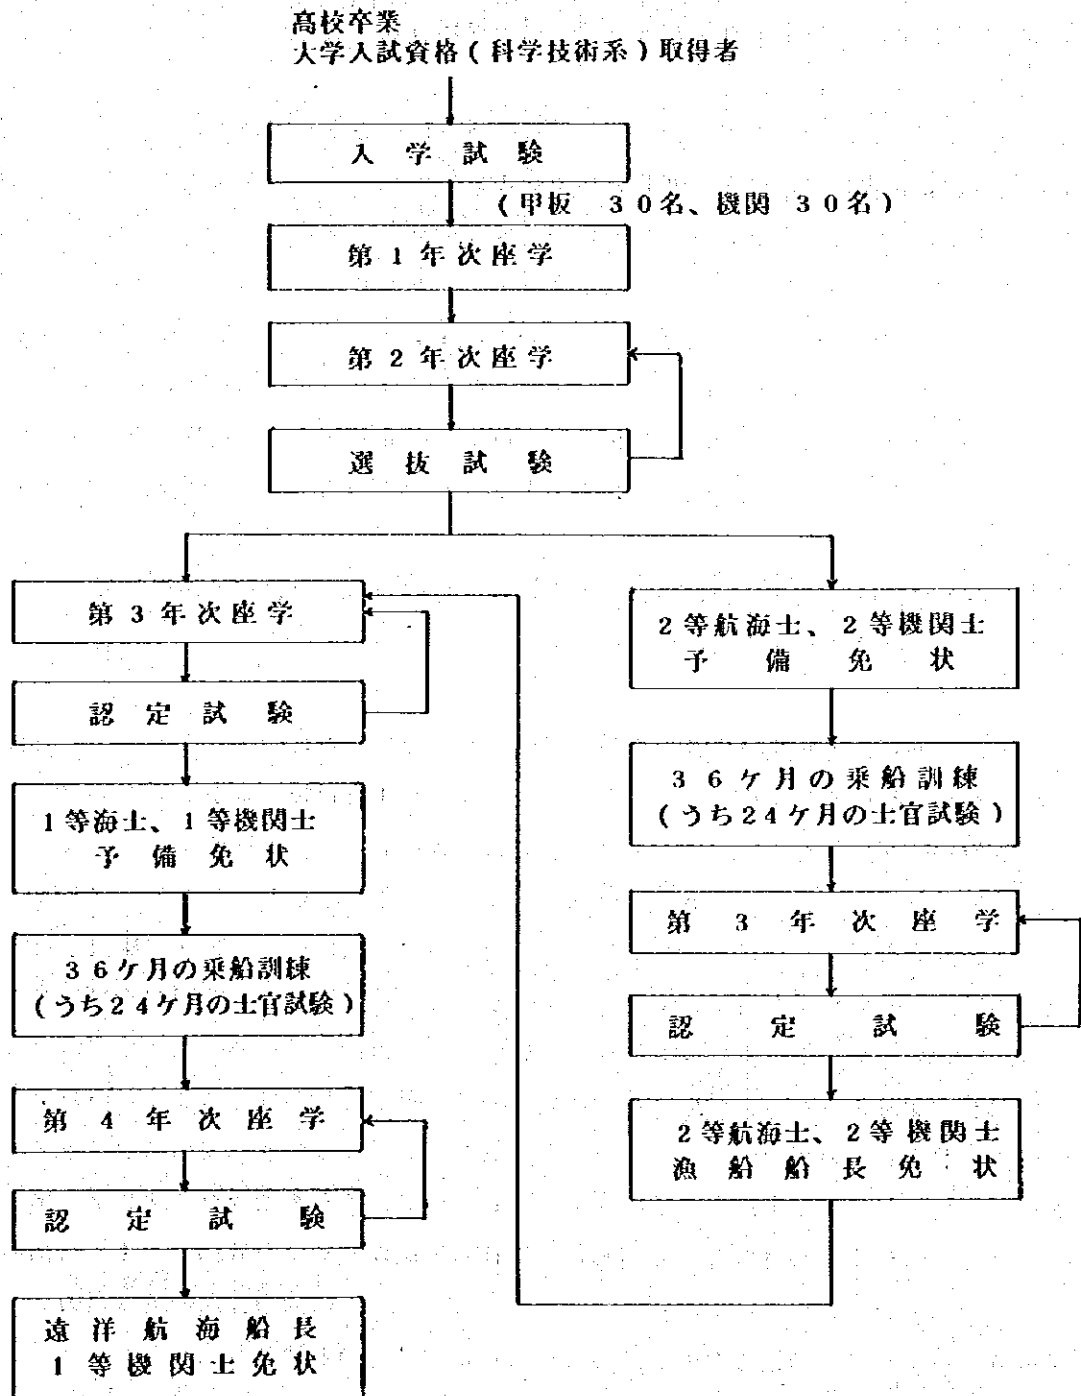 高校卒業
大学入試資格(科学技術系)取得者
入学試験
(甲板 30名、機関 30名)
第1年次座学
第2年次座学
選抜試験
第3年次座学
認定試験
1等海士、1等機関士
予備免状
36ケ月の乗船訓練
(うち24ケ月の士官試験)
第4年次座学
認定試験
遠洋航海船長
1等機関士免状
2等航海士、2等機関士
予備免状
36ケ月の乗船訓練
(うち24ケ月の士官試験)
第3年次座学
認定試験
2等航海士、2等機関士
漁船船長免状